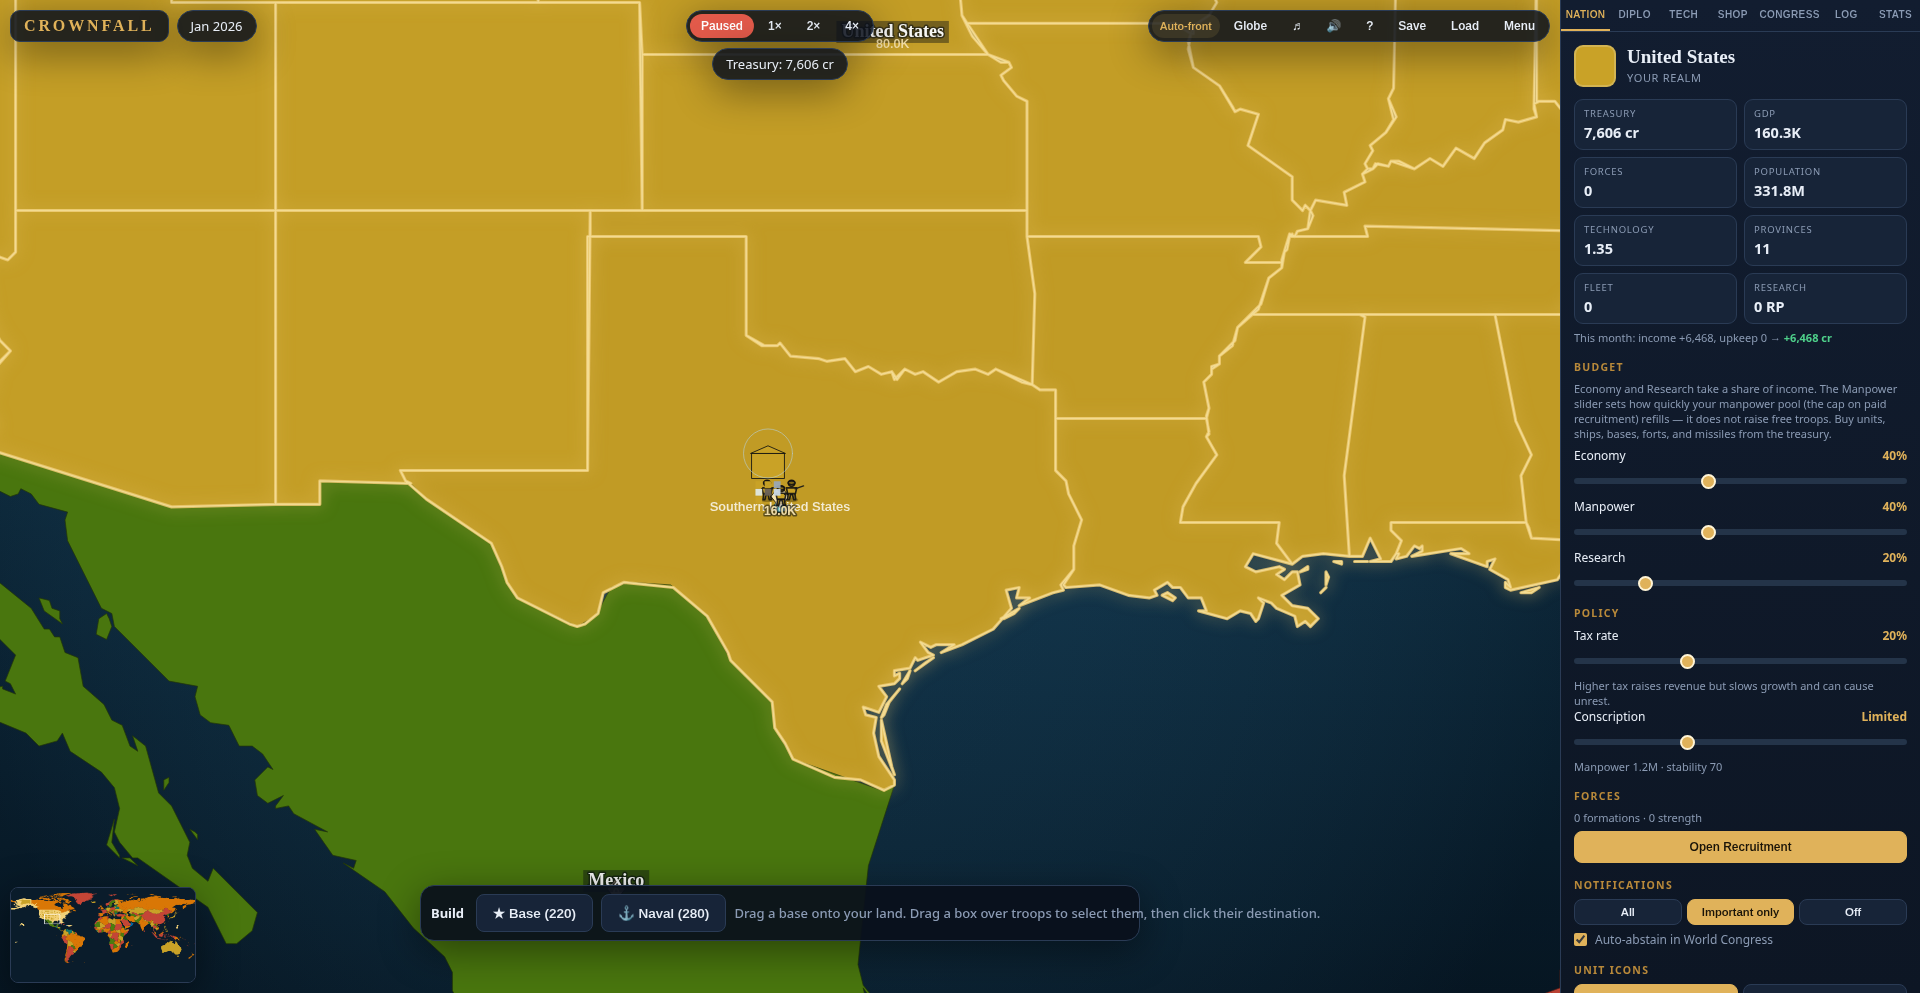 CROWNFALL
Jan 2026
Paused 1× 2× 4×
United States
80.0K
Treasury: 7,606 cr
Auto-front Globe ♬ 🔊 ? Save Load Menu
Southern United States
16.0K
Mexico
Build ★ Base (220) ⚓ Naval (280) Drag a base onto your land. Drag a box over troops to select them, then click their destination.
NATION DIPLO TECH SHOP CONGRESS LOG STATS
United States
YOUR REALM
TREASURY
7,606 cr
GDP
160.3K
FORCES
0
POPULATION
331.8M
TECHNOLOGY
1.35
PROVINCES
11
FLEET
0
RESEARCH
0 RP
This month: income +6,468, upkeep 0 → +6,468 cr
BUDGET
Economy and Research take a share of income. The Manpower
slider sets how quickly your manpower pool (the cap on paid
recruitment) refills — it does not raise free troops. Buy units,
ships, bases, forts, and missiles from the treasury.
Economy 40%
Manpower 40%
Research 20%
POLICY
Tax rate 20%
Higher tax raises revenue but slows growth and can cause
unrest.
Conscription Limited
Manpower 1.2M · stability 70
FORCES
0 formations · 0 strength
Open Recruitment
NOTIFICATIONS
All Important only Off
Auto-abstain in World Congress
UNIT ICONS